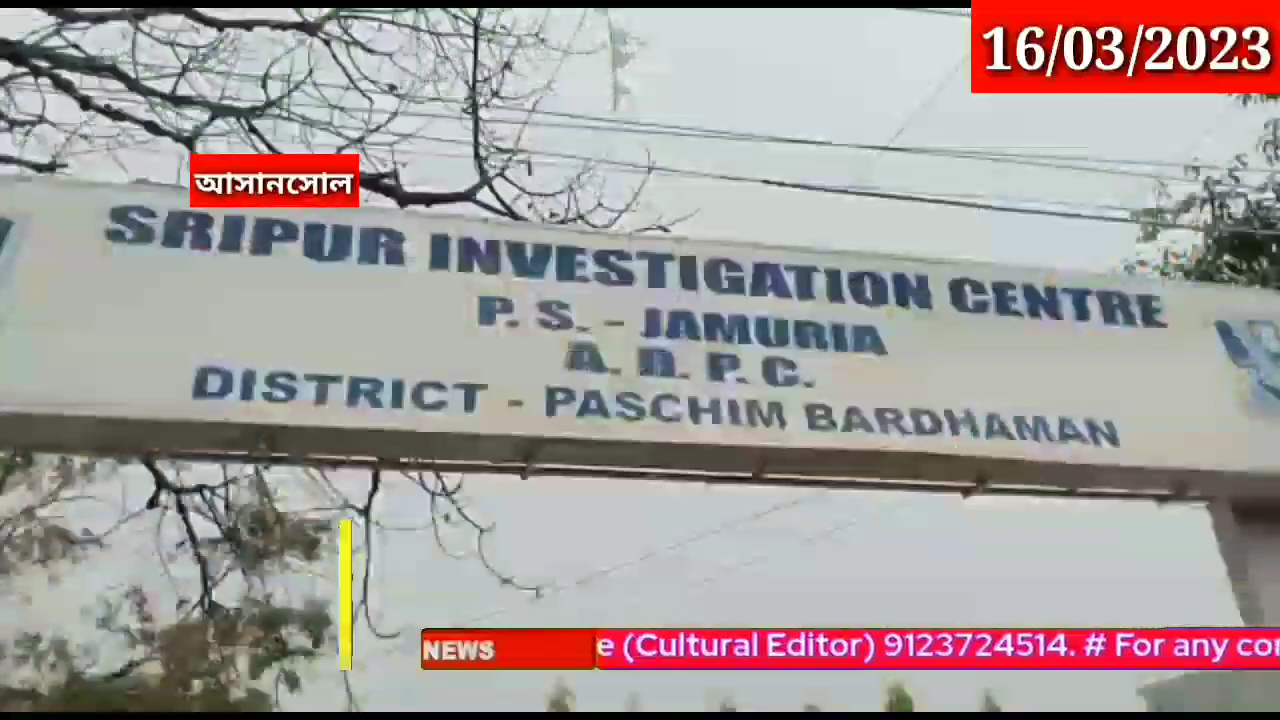 16/03/2023
আসানসোল
SRIPUR INVESTIGATION CENTRE
P. S. - JAMURIA
A. D. P. C.
DISTRICT - PASCHIM BARDHAMAN
NEWS
e (Cultural Editor) 9123724514. # For any co